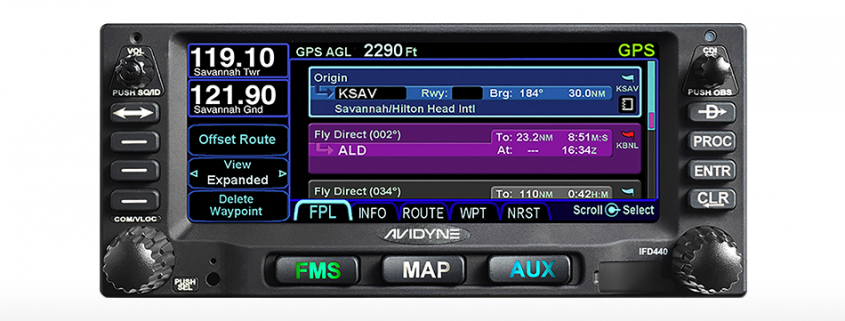 VOL
PUSH SQ/ID
119.10
Savannah Twr
121.90
Savannah Gnd
GPS AGL 2290 Ft
GPS
CDI
PUSH OBS
Origin
KSAV Rwy: Brg: 184° 30.0NM
Savannah/Hilton Head Intl
KSAV
Offset Route
View
Expanded
Delete
Waypoint
Fly Direct (002°) To: 23.2NM 8:51M:S
ALD At: --- 16:34Z
KBNL
Fly Direct (034°) To: 110NM 0:42H:M
FPL INFO ROUTE WPT NRST Scroll Select
D
PROC
ENTR
CLR
COM/VLOC
AVIDYNE
IFD440
PUSH
SEL
FMS MAP AUX